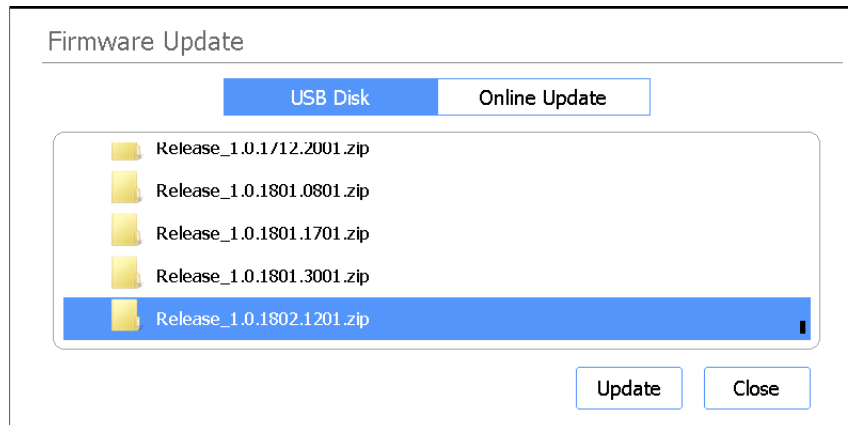 Firmware Update
USB Disk Online Update
Release_1.0.1712.2001.zip
Release_1.0.1801.0801.zip
Release_1.0.1801.1701.zip
Release_1.0.1801.3001.zip
Release_1.0.1802.1201.zip
Update Close